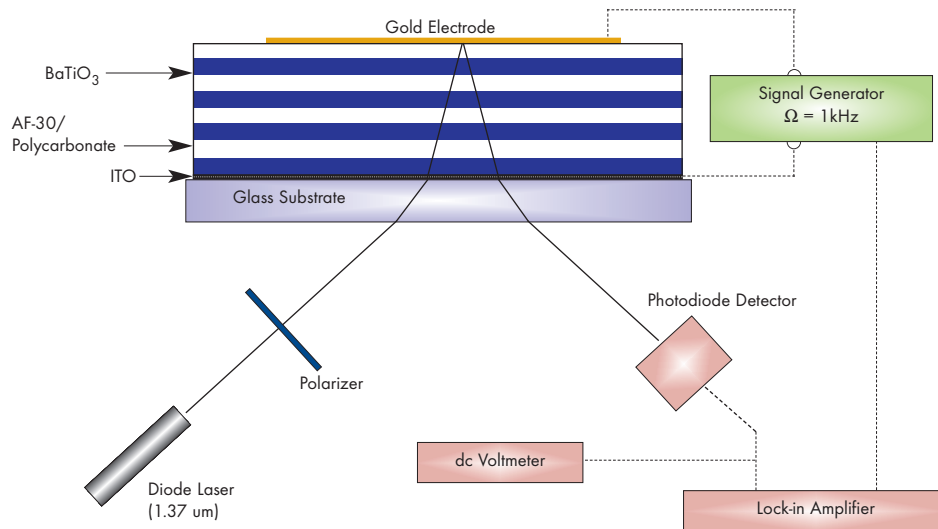 Gold Electrode
BaTiO3
AF-30/
Polycarbonate
ITO
Glass Substrate
Signal Generator
Ω = 1kHz
Photodiode Detector
Polarizer
dc Voltmeter
Diode Laser
(1.37 um)
Lock-in Amplifier